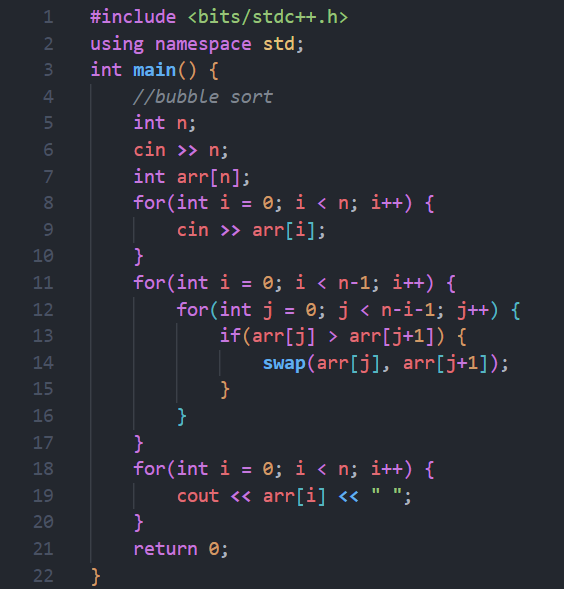 1 #include <bits/stdc++.h>
2 using namespace std;
3 int main() {
4     //bubble sort
5     int n;
6     cin >> n;
7     int arr[n];
8     for(int i = 0; i < n; i++) {
9         cin >> arr[i];
10     }
11     for(int i = 0; i < n-1; i++) {
12         for(int j = 0; j < n-i-1; j++) {
13             if(arr[j] > arr[j+1]) {
14                 swap(arr[j], arr[j+1]);
15             }
16         }
17     }
18     for(int i = 0; i < n; i++) {
19         cout << arr[i] << " ";
20     }
21     return 0;
22 }